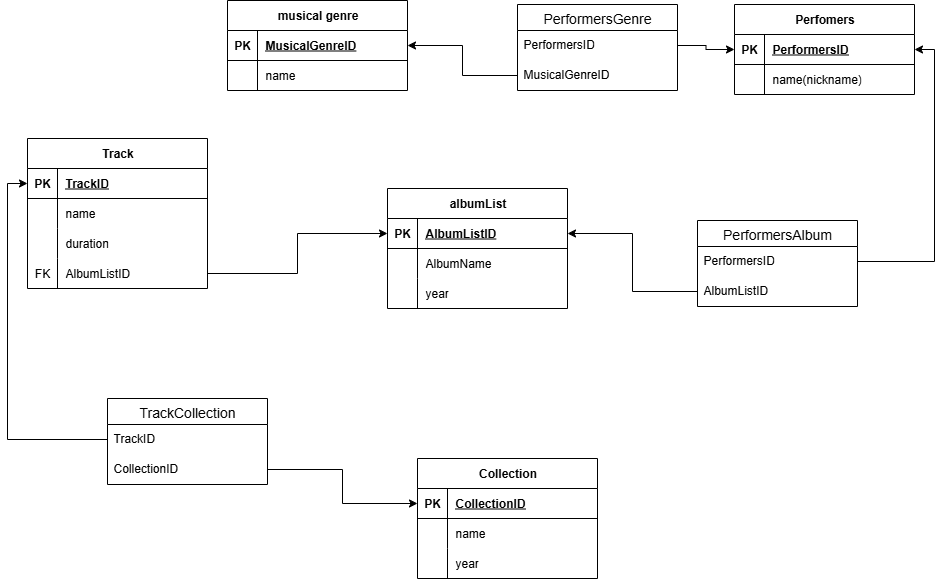 musical genre
PK MusicalGenreID
name
PerformersGenre
PerformersID
MusicalGenreID
Perfomers
PK PerformersID
name(nickname)
Track
PK TrackID
name
duration
FK AlbumListID
albumList
PK AlbumListID
AlbumName
year
PerformersAlbum
PerformersID
AlbumListID
TrackCollection
TrackID
CollectionID
Collection
PK CollectionID
name
year